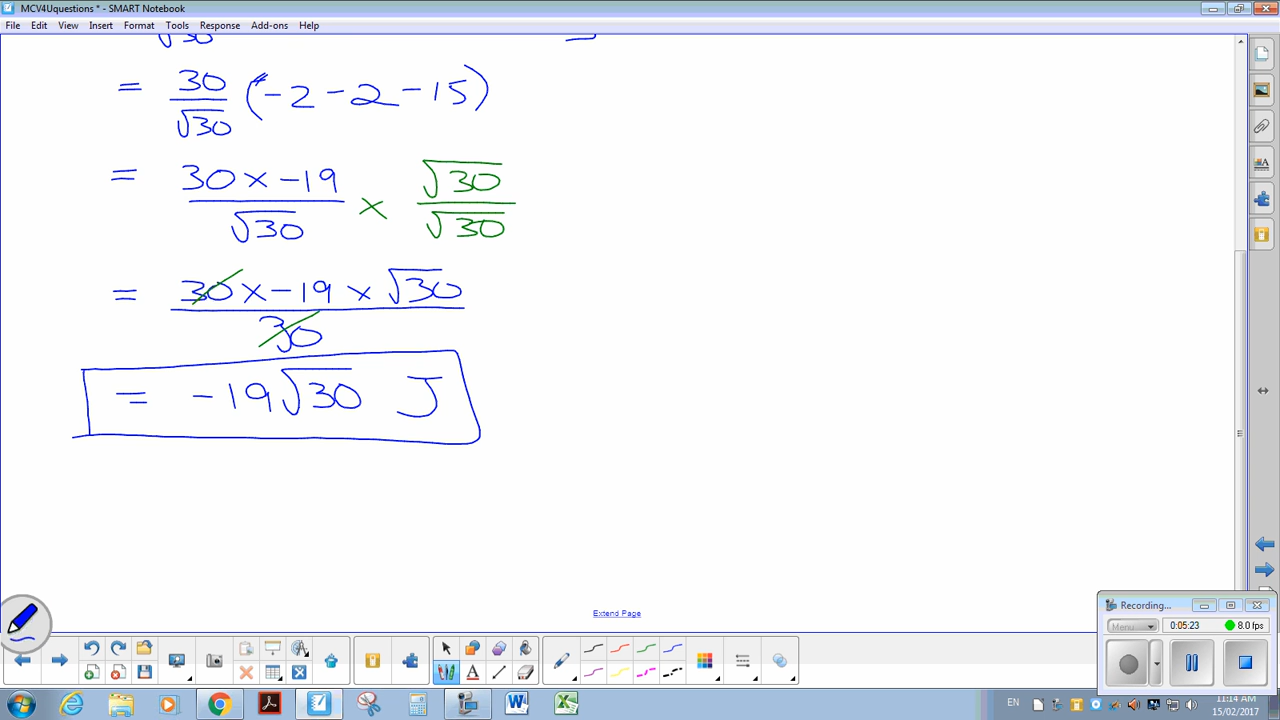 MCV4Uquestions * - SMART Notebook
File Edit View Insert Format Tools Response Add-ons Help
√30
= 30/√30 (-2 - 2 - 15)
= 30 x -19/√30 x √30/√30
= 30 x -19 x √30/30
= -19√30 J
Extend Page
Recording...
Menu 0:05:23 8.0 fps
EN 11:14 AM
15/02/2017